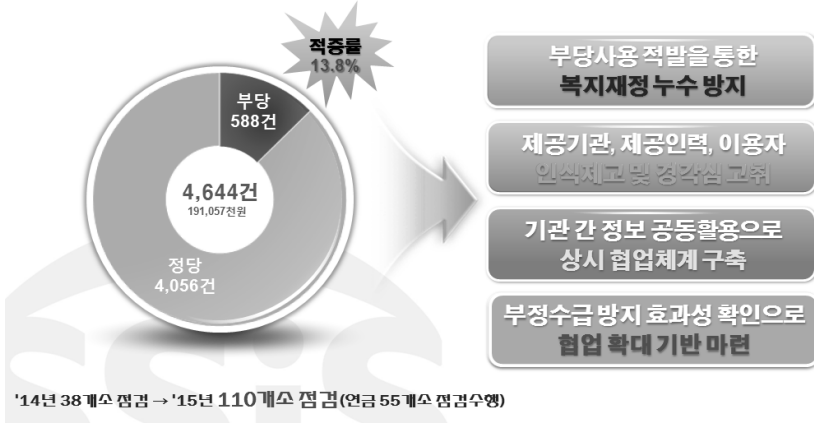 적중률
13.8%
부당
588건
4,644건
191,057천원
정당
4,056건
부당사용 적발을 통한
복지재정 누수 방지
제공기관, 제공인력, 이용자
인식제고 및 경각심 고취
기관 간 정보 공동활용으로
상시 협업체계 구축
부정수급 방지 효과성 확인으로
협업 확대 기반 마련
ssis
'14년 38개소 점검 → '15년 110개소 점검(연금 55개소 점검수행)